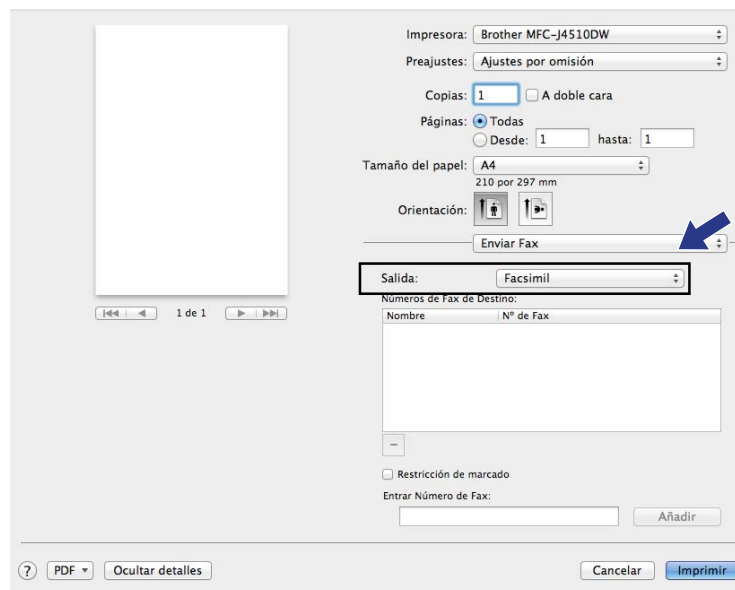 Impresora: Brother MFC-J4510DW
Preajustes: Ajustes por omisión
Copias: 1 A doble cara
Páginas: Todas
Desde: 1 hasta: 1
Tamaño del papel: A4
210 por 297 mm
Orientación:
Enviar Fax
Salida: Facsimil
Números de Fax de Destino:
Nombre Nº de Fax
1 de 1
Restricción de marcado
Entrar Número de Fax:
Añadir
? PDF Ocultar detalles Cancelar Imprimir